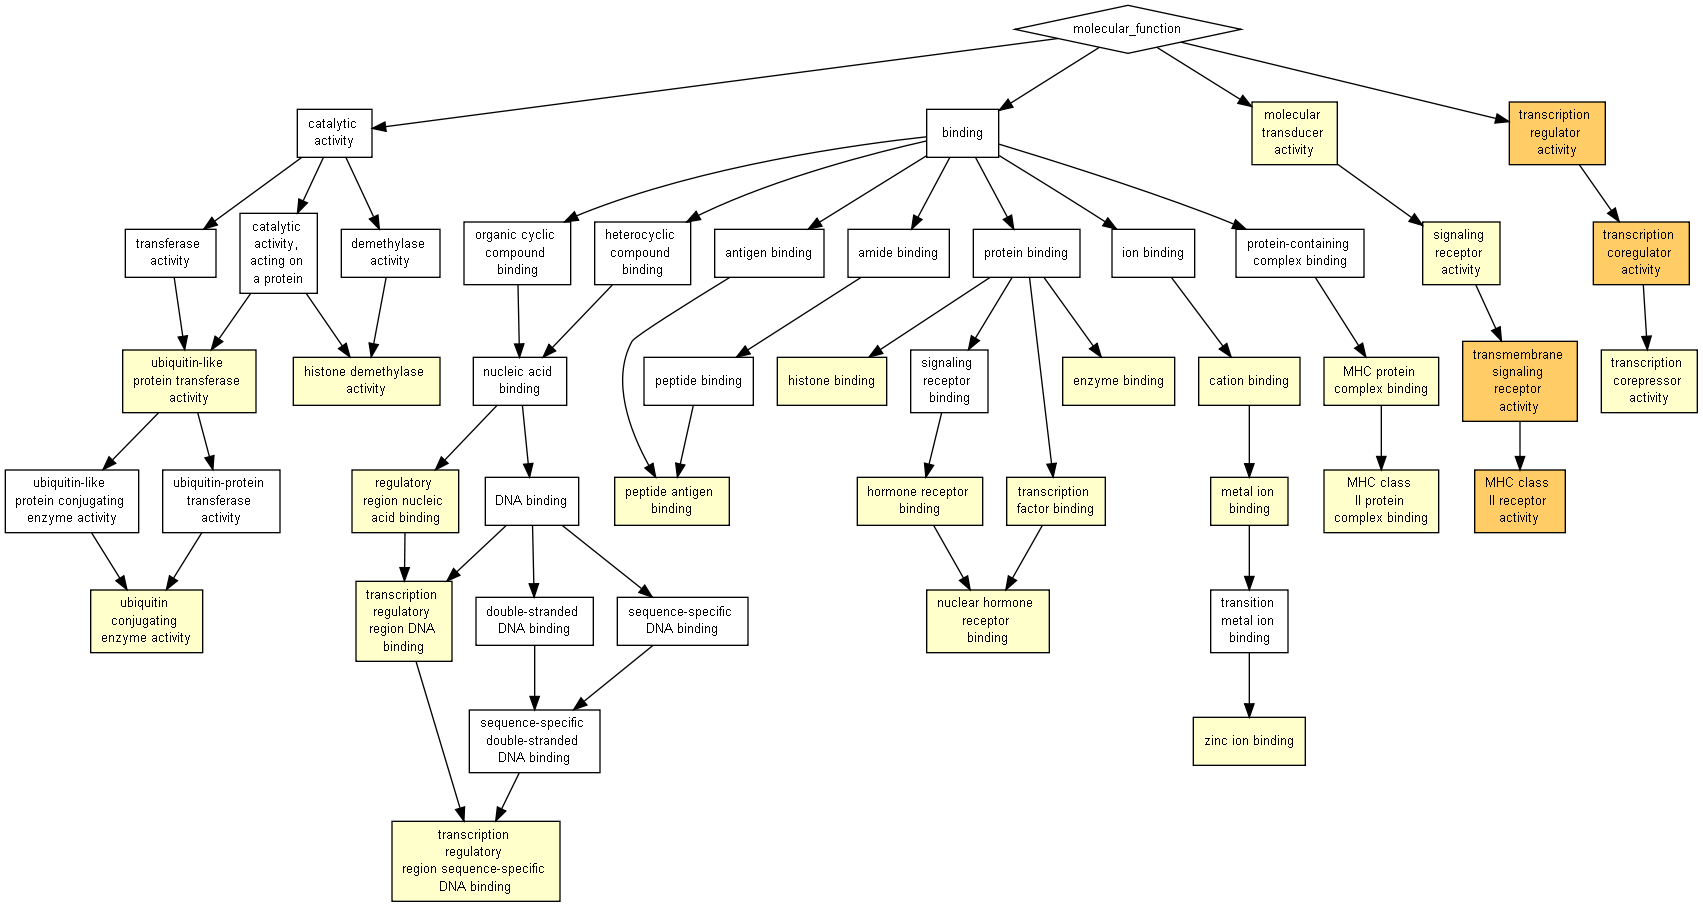 molecular_function
catalytic
activity
binding
molecular
transducer
activity
transcription
regulator
activity
transferase
activity
catalytic
activity,
acting on
a protein
demethylase
activity
organic cyclic
compound
binding
heterocyclic
compound
binding
antigen binding
amide binding
protein binding
ion binding
protein-containing
complex binding
signaling
receptor
activity
transcription
coregulator
activity
ubiquitin-like
protein transferase
activity
histone demethylase
activity
nucleic acid
binding
peptide binding
histone binding
signaling
receptor
binding
enzyme binding
cation binding
MHC protein
complex binding
transmembrane
signaling
receptor
activity
transcription
corepressor
activity
ubiquitin-like
protein conjugating
enzyme activity
ubiquitin-protein
transferase
activity
regulatory
region nucleic
acid binding
DNA binding
peptide antigen
binding
hormone receptor
binding
transcription
factor binding
metal ion
binding
MHC class
II protein
complex binding
MHC class
II receptor
activity
ubiquitin
conjugating
enzyme activity
transcription
regulatory
region DNA
binding
double-stranded
DNA binding
sequence-specific
DNA binding
nuclear hormone
receptor
binding
transition
metal ion
binding
sequence-specific
double-stranded
DNA binding
zinc ion binding
transcription
regulatory
region sequence-specific
DNA binding